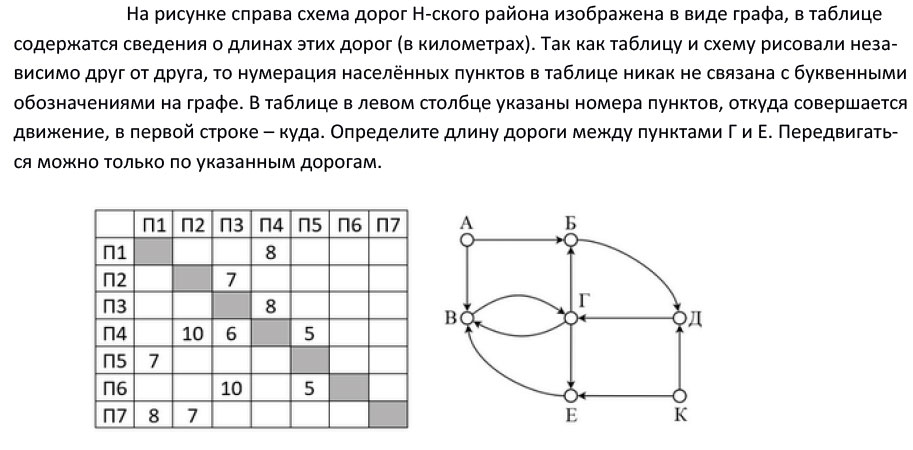 На рисунке справа схема дорог Н-ского района изображена в виде графа, в таблице
содержатся сведения о длинах этих дорог (в километрах). Так как таблицу и схему рисовали неза-
висимо друг от друга, то нумерация населённых пунктов в таблице никак не связана с буквенными
обозначениями на графе. В таблице в левом столбце указаны номера пунктов, откуда совершается
движение, в первой строке – куда. Определите длину дороги между пунктами Г и Е. Передвигать-
ся можно только по указанным дорогам.
П1 П2 П3 П4 П5 П6 П7
П1 8
П2 7
П3 8
П4 10 6 5
П5 7
П6 10 5
П7 8 7
А Б
Г
В Д
Е К